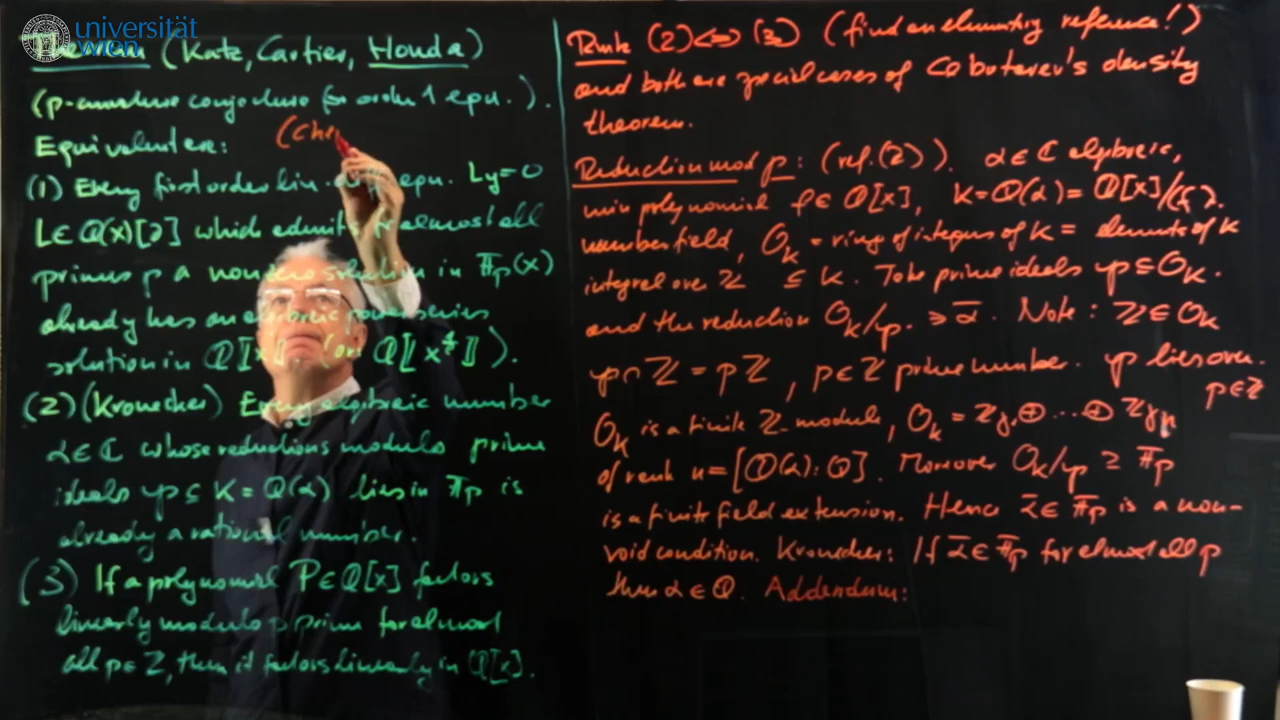 universität wien
Theorem (Katz, Cartier, Honda)
(p-curvature conjecture for order 1 equ.).
Equivalent are: (Che
(1) Every first order lin. diff. equ. Ly=0
L∈Q(x)[∂] which admits for almost all
primes p a nonzero solution in 𝔽p(x)
already has an algebraic power series
solution in Q⟦x⟧ (or Q⟦x^{1/k}⟧).
(2) (Kronecker) Every algebraic number
α∈ℂ whose reductions modulo prime
ideals 𝔭 ⊆ K = Q(α) lies in 𝔽p is
already a rational number.
(3) If a polynomial P∈Q[x] factors
linearly modulo p prime for almost
all p∈ℤ, then it factors linearly in Q[x].
Rmk (2)⇔(3) (find an elementary reference!)
and both are special cases of Cebotarev's density
theorem.
Reduction mod p: (ref.(2)). α∈ℂ algebraic,
min polynomial f∈Q[x], K=Q(α)=Q[x]/(f).
number field, O_K = ring of integers of K = elements of K
integral over ℤ ⊆ K. Take prime ideals 𝔭⊆O_K.
and the reduction O_K/𝔭 ∋ ᾱ. Note: ℤ∈O_K
𝔭∩ℤ = pℤ, p∈ℤ prime number. 𝔭 lies over
p∈ℤ
O_K is a finite ℤ module, O_K = ℤγ₁⊕...⊕ℤγn
of rank n=[Q(α):Q]. Moreover O_K/𝔭 ⊇ 𝔽p
is a finite field extension. Hence ᾱ∈𝔽p is a non-
void condition. Kronecker: If ᾱ∈𝔽p for almost all p
then α∈Q. Addendum: